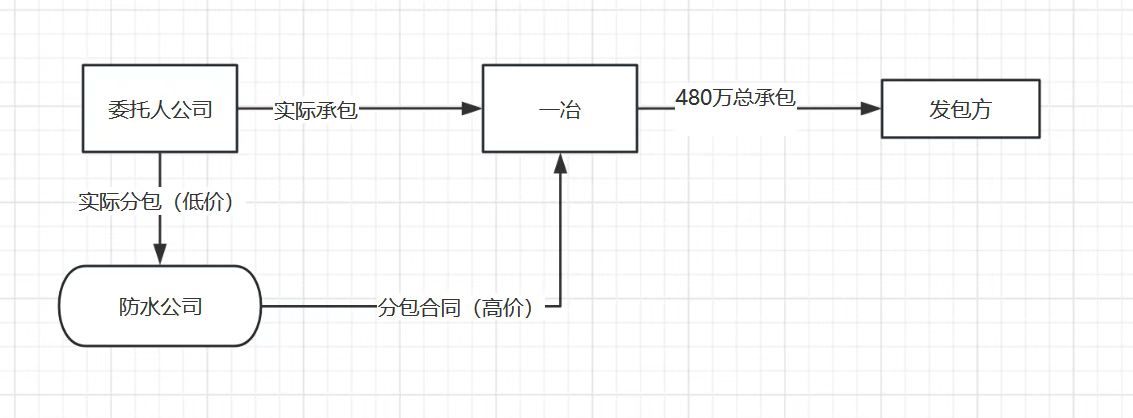 委托人公司
实际承包
一冶
480万总承包
发包方
实际分包（低价）
防水公司
分包合同（高价）